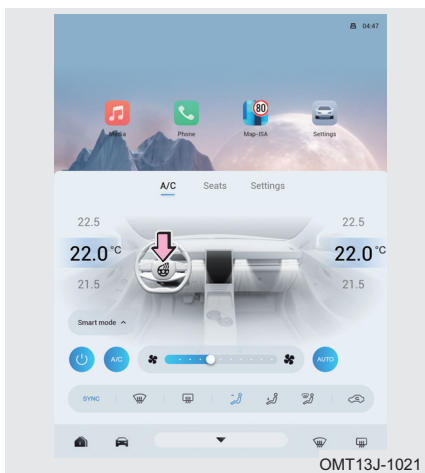 04:47
80
Media Phone Map-ISA Settings
A/C Seats Settings
22.5 22.5
22.0°C 22.0°C
21.5 21.5
Smart mode
A/C AUTO
SYNC
OMT13J-1021